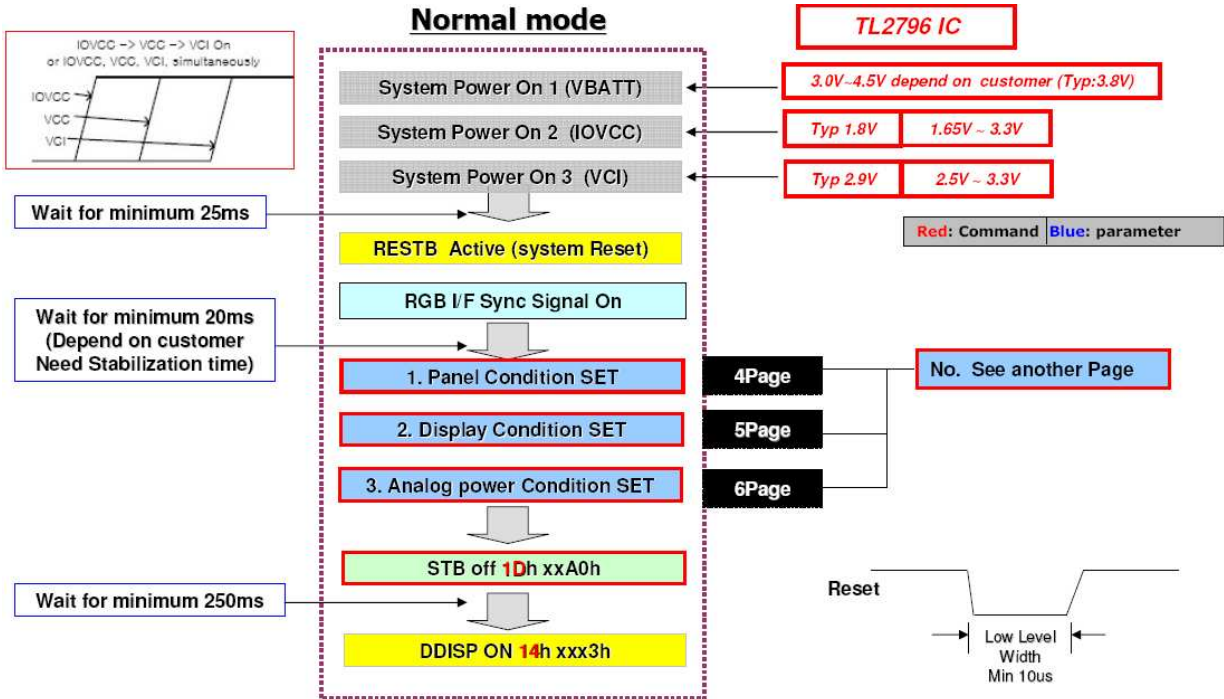 Normal mode
TL2796 IC
IOVCC -> VCC -> VCI On
or IOVCC, VCC, VCI, simultaneously
IOVCC
VCC
VCI
System Power On 1 (VBATT)
3.0V~4.5V depend on customer (Typ:3.8V)
System Power On 2 (IOVCC)
Typ 1.8V
1.65V ~ 3.3V
System Power On 3 (VCI)
Typ 2.9V
2.5V ~ 3.3V
Wait for minimum 25ms
Red: Command
Blue: parameter
RESTB Active (system Reset)
RGB I/F Sync Signal On
Wait for minimum 20ms
(Depend on customer
Need Stabilization time)
1. Panel Condition SET
4Page
No. See another Page
2. Display Condition SET
5Page
3. Analog power Condition SET
6Page
STB off 1Dh xxA0h
Wait for minimum 250ms
DDISP ON 14h xxx3h
Reset
Low Level
Width
Min 10us